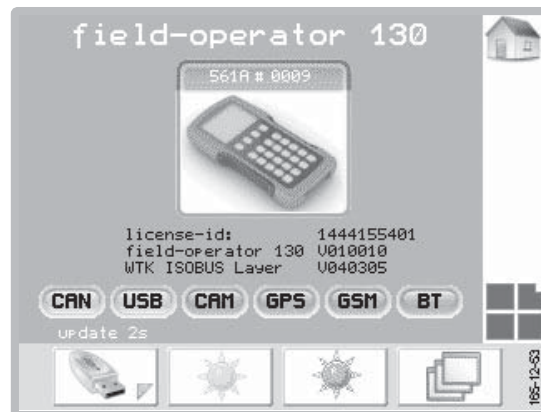 field-operator 130
561A # 0009
license-id: 1444155401
field-operator 130 V010010
WTK ISOBUS Layer V040305
CAN USB CAM GPS GSM BT
update 2s
165-12-53